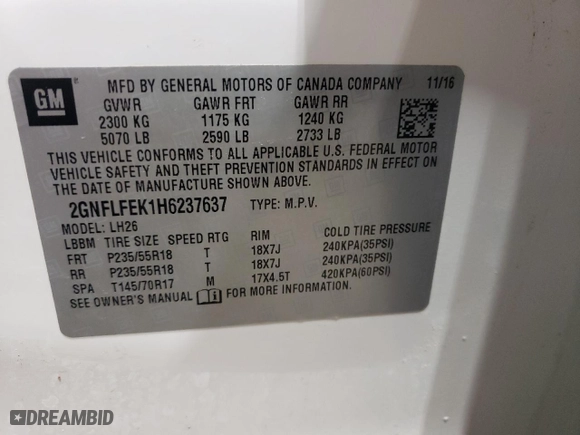 GM
MFD BY GENERAL MOTORS OF CANADA COMPANY 11/16
GVWR GAWR FRT GAWR RR
2300 KG 1175 KG 1240 KG
5070 LB 2590 LB 2733 LB
THIS VEHICLE CONFORMS TO ALL APPLICABLE U.S. FEDERAL MOTOR
VEHICLE SAFETY AND THEFT PREVENTION STANDARDS IN EFFECT ON
THE DATE OF MANUFACTURE SHOWN ABOVE.
2GNFLFEK1H6237637 TYPE: M.P.V.
MODEL: LH26
LBBM TIRE SIZE SPEED RTG RIM COLD TIRE PRESSURE
FRT P235/55R18 T 18X7J 240KPA(35PSI)
RR P235/55R18 T 18X7J 240KPA(35PSI)
SPA T145/70R17 M 17X4.5T 420KPA(60PSI)
SEE OWNER'S MANUAL FOR MORE INFORMATION.
DREAMBID